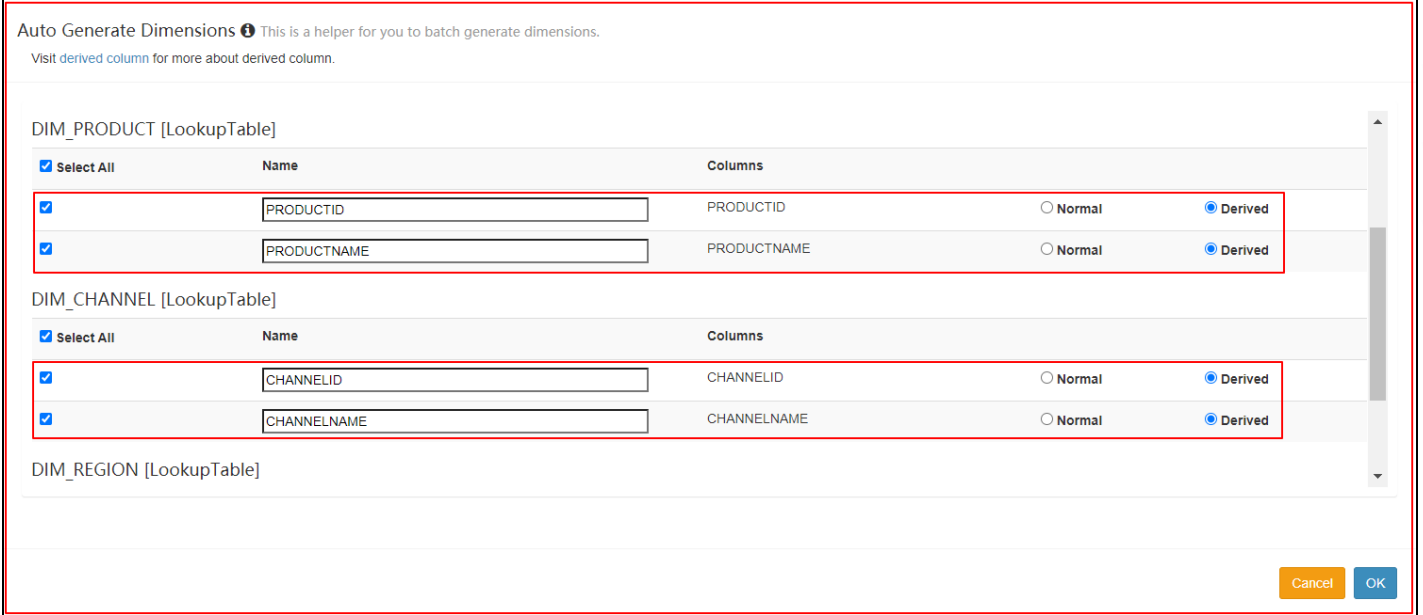 Auto Generate Dimensions This is a helper for you to batch generate dimensions.
Visit derived column for more about derived column.
DIM_PRODUCT [LookupTable]
Select All Name Columns
PRODUCTID PRODUCTID Normal Derived
PRODUCTNAME PRODUCTNAME Normal Derived
DIM_CHANNEL [LookupTable]
Select All Name Columns
CHANNELID CHANNELID Normal Derived
CHANNELNAME CHANNELNAME Normal Derived
DIM_REGION [LookupTable]
Cancel OK